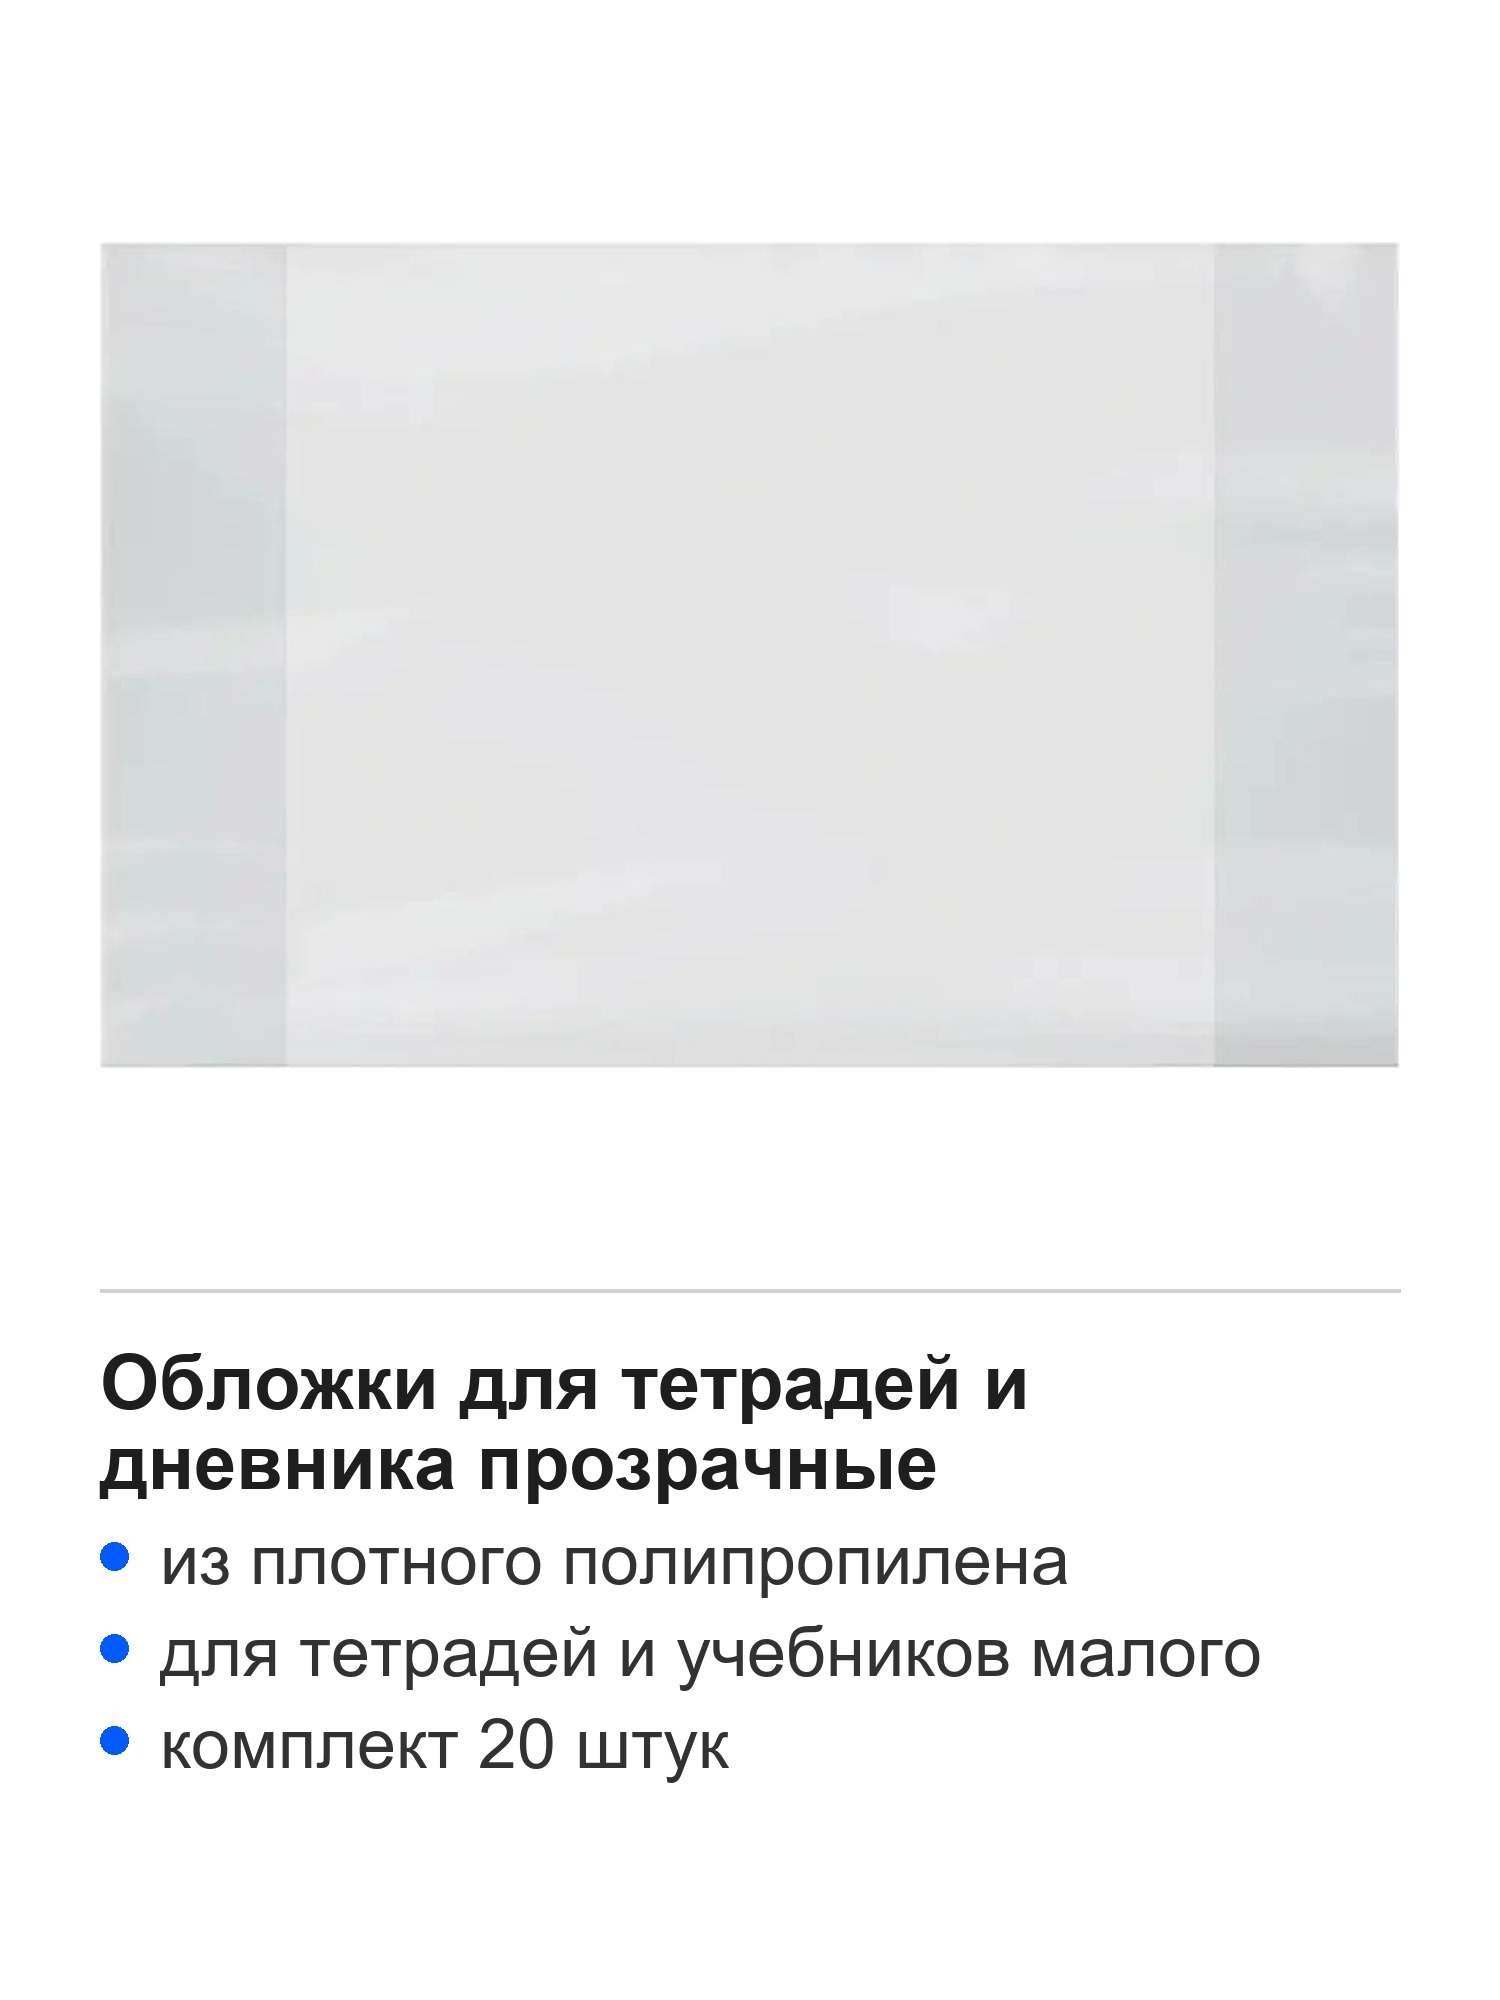 Обложки для тетрадей и
дневника прозрачные
из плотного полипропилена
для тетрадей и учебников малого
комплект 20 штук